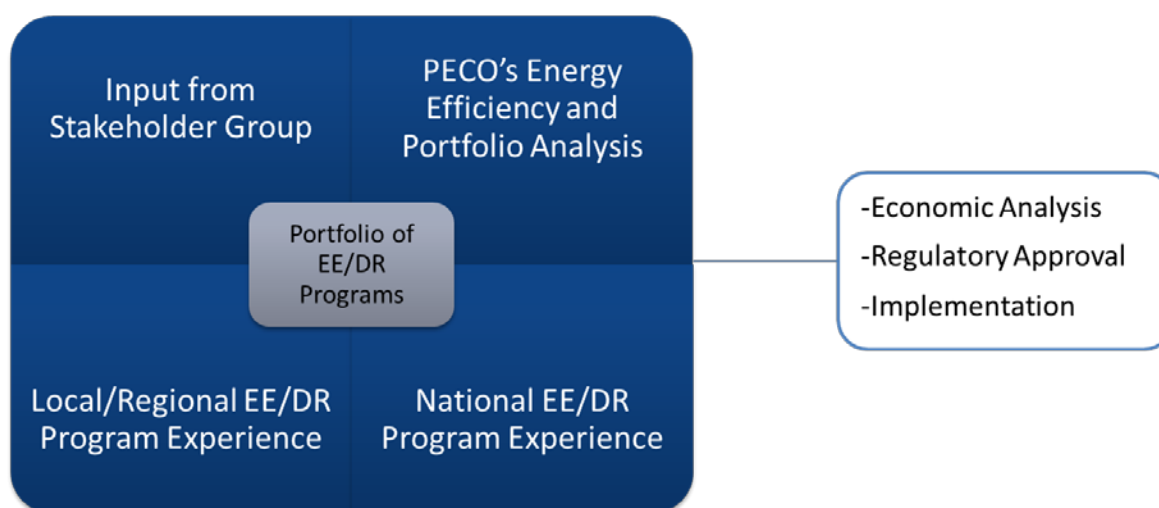 Input from
Stakeholder Group
PECO’s Energy
Efficiency and
Portfolio Analysis
Portfolio of
EE/DR
Programs
Local/Regional EE/DR
Program Experience
National EE/DR
Program Experience
-Economic Analysis
-Regulatory Approval
-Implementation